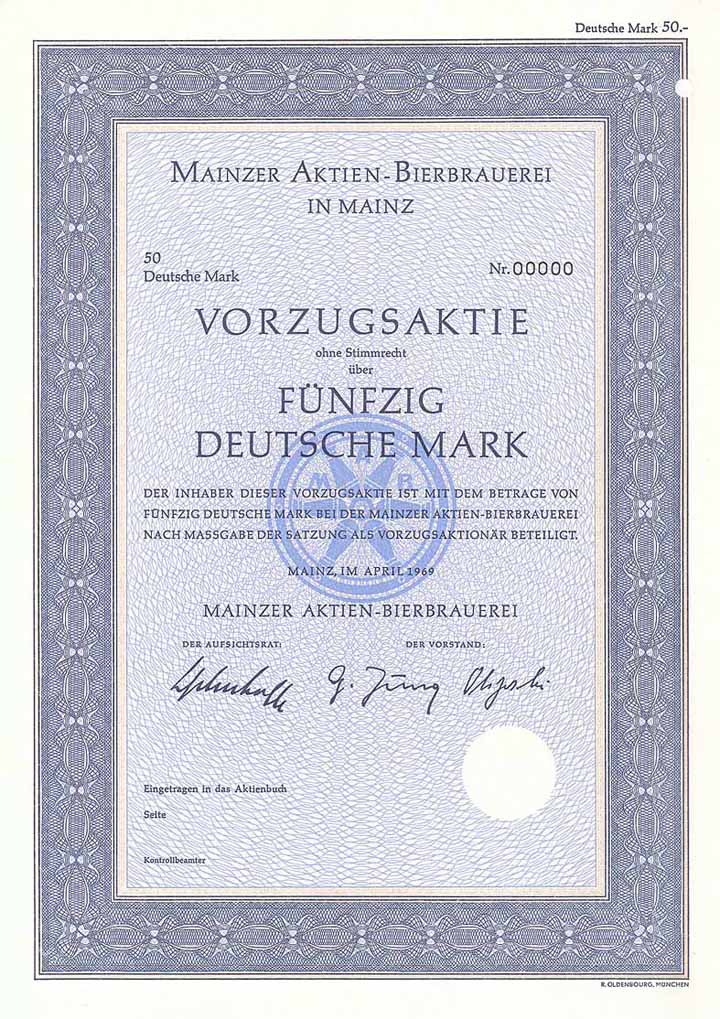 Deutsche Mark 50.-
MAINZER AKTIEN-BIERBRAUEREI
IN MAINZ
50
Deutsche Mark
Nr. 00000
VORZUGSAKTIE
ohne Stimmrecht
über
FÜNFZIG
DEUTSCHE MARK
M B
DER INHABER DIESER VORZUGSAKTIE IST MIT DEM BETRAGE VON
FÜNFZIG DEUTSCHE MARK BEI DER MAINZER AKTIEN-BIERBRAUEREI
NACH MASSGABE DER SATZUNG ALS VORZUGSAKTIONÄR BETEILIGT.
MAINZ, IM APRIL 1969
MAINZER AKTIEN-BIERBRAUEREI
DER AUFSICHTSRAT:
DER VORSTAND:
G. Jung
Eingetragen in das Aktienbuch
Seite
Kontrollbeamter
R. OLDENBOURG, MÜNCHEN